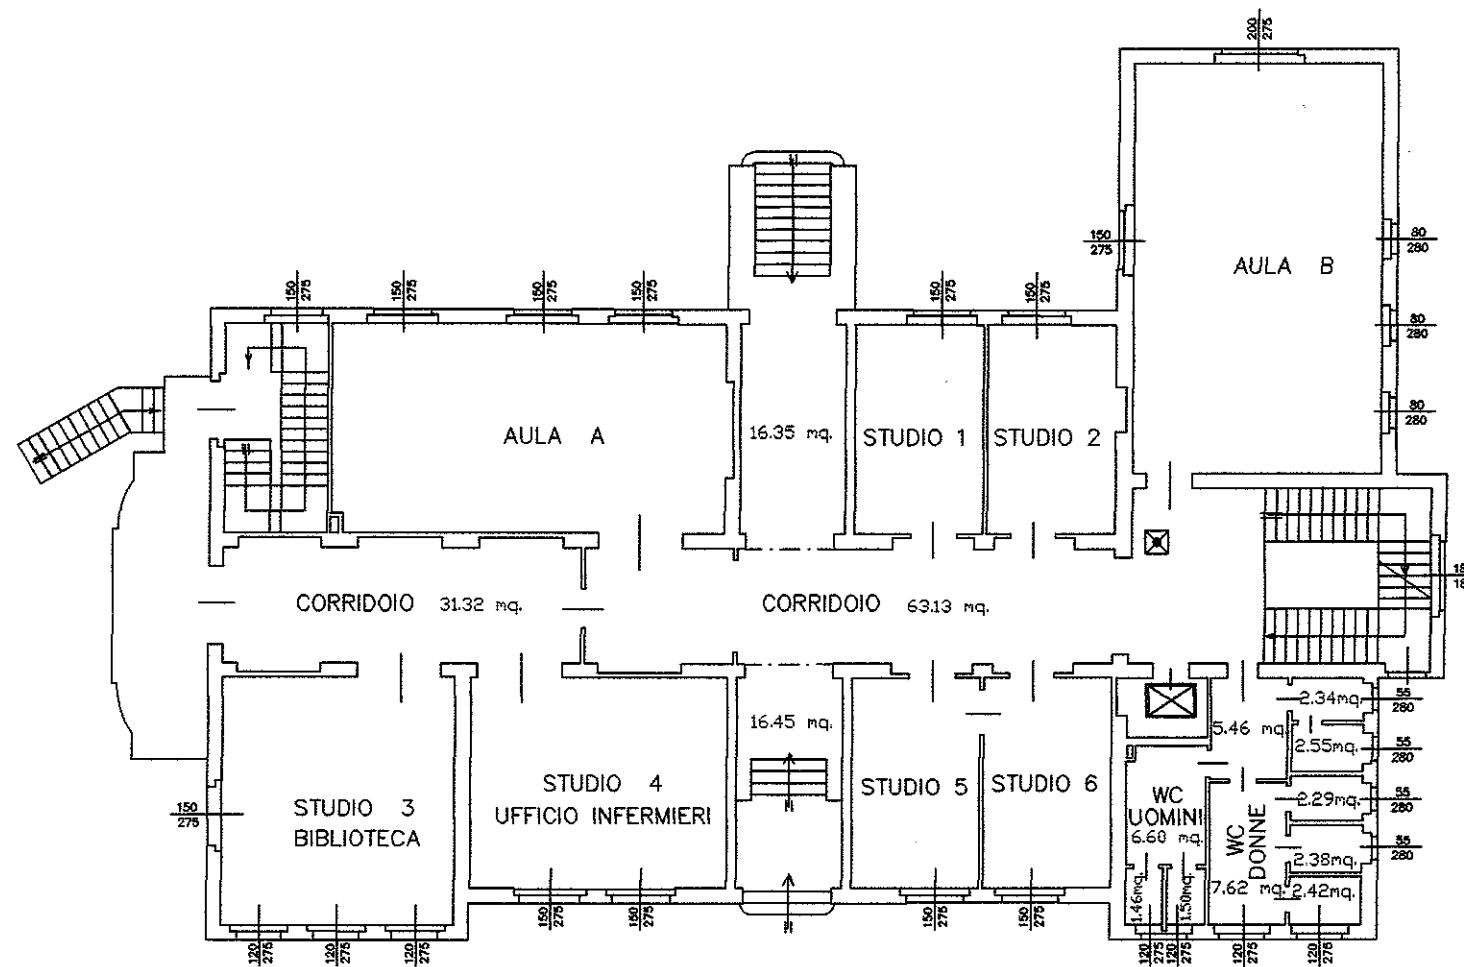 200
275
150
275
80
280
AULA B
150
275
150
275
150
275
150
275
150
275
150
275
80
280
80
280
AULA A
16.35 mq.
STUDIO 1
STUDIO 2
CORRIDOIO 31.32 mq.
CORRIDOIO 63.13 mq.
2.34mq.
55
280
5.46 mq.
16.45 mq.
2.55mq.
55
280
STUDIO 4
UFFICIO INFERMIERI
STUDIO 5
STUDIO 6
150
275
STUDIO 3
BIBLIOTECA
WC
UOMINI
6.60 mq.
WC
DONNE
2.29mq.
55
280
2.38mq.
55
280
7.62 mq.
2.42mq.
1.46mq.
1.50mq.
150
275
150
275
150
275
150
275
120
275
120
275
120
275
120
275
120
275
120
275
120
275